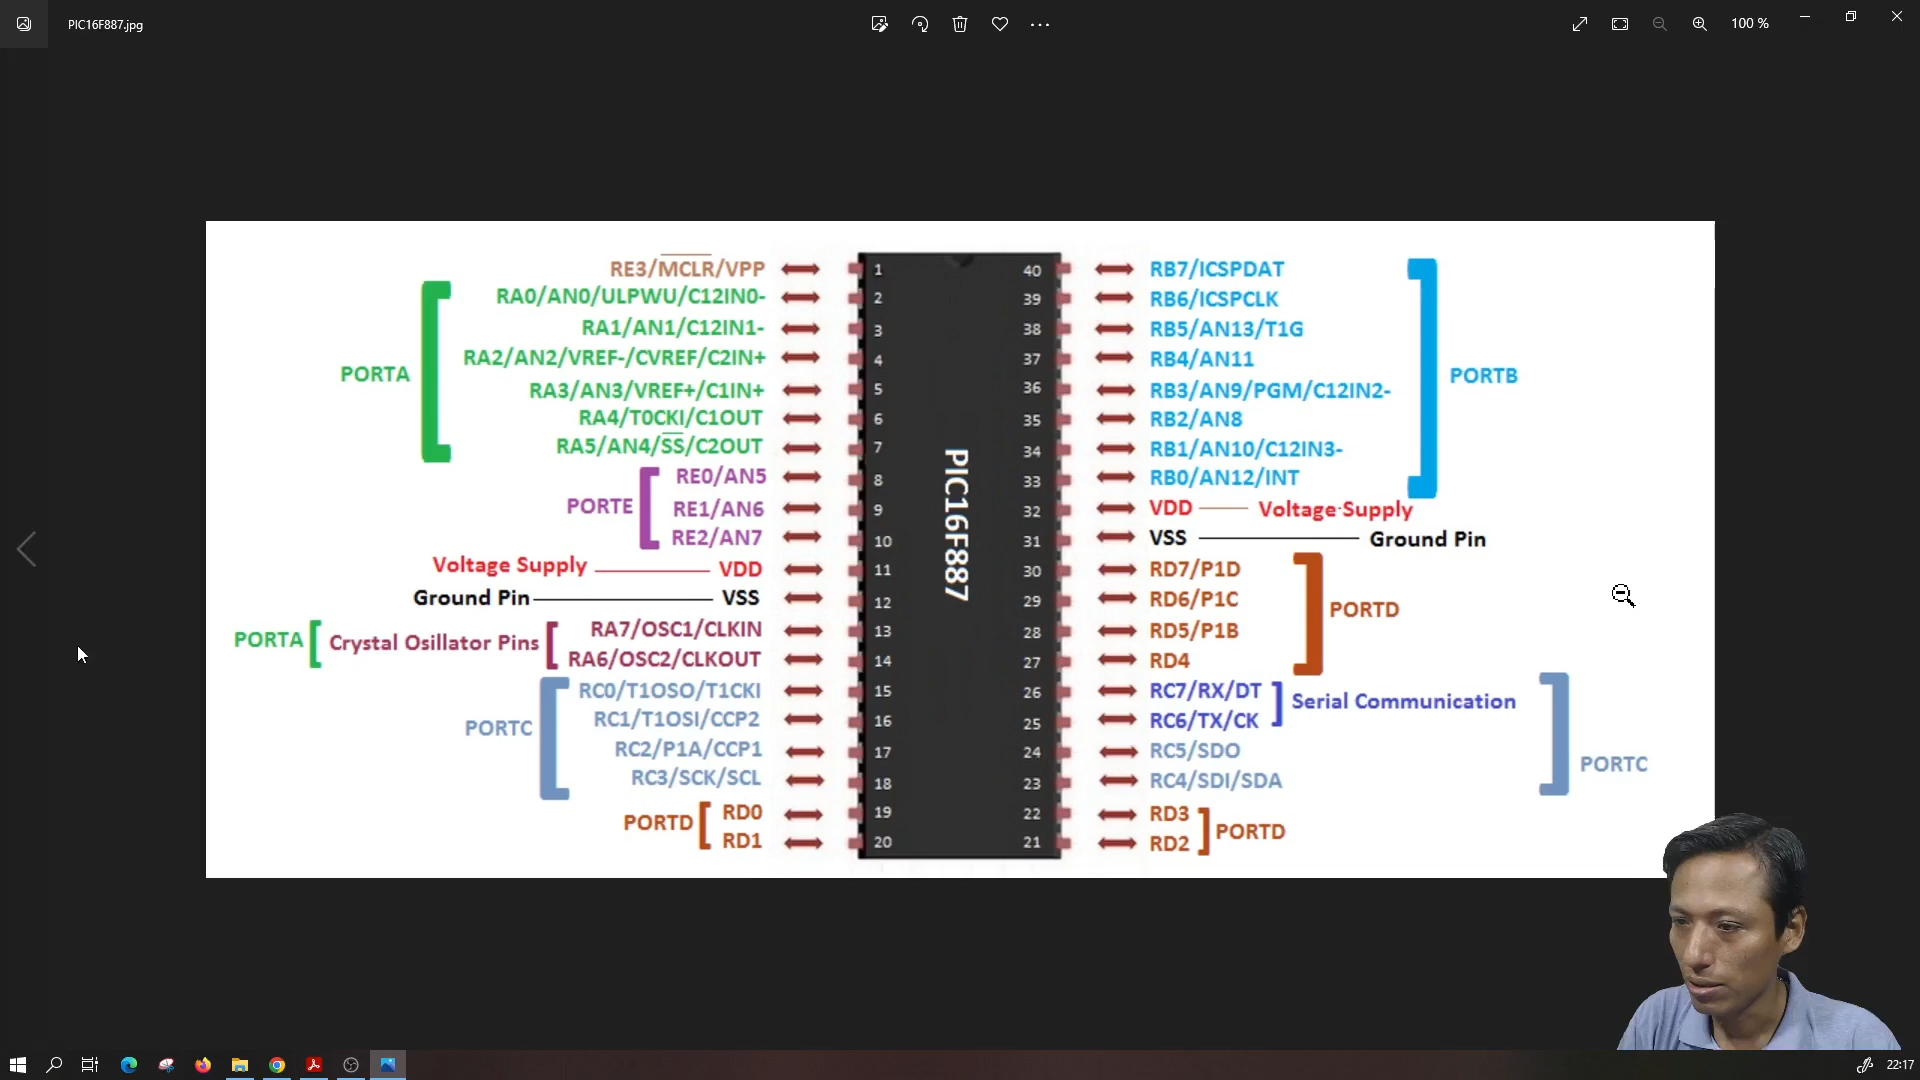 PIC16F887.jpg
100 %
RE3/MCLR/VPP
RA0/AN0/ULPWU/C12IN0-
RA1/AN1/C12IN1-
RA2/AN2/VREF-/CVREF/C2IN+
PORTA
RA3/AN3/VREF+/C1IN+
RA4/T0CKI/C1OUT
RA5/AN4/SS/C2OUT
RE0/AN5
PORTE
RE1/AN6
RE2/AN7
Voltage Supply
VDD
Ground Pin
VSS
PORTA
Crystal Osillator Pins
RA7/OSC1/CLKIN
RA6/OSC2/CLKOUT
RC0/T1OSO/T1CKI
RC1/T1OSI/CCP2
PORTC
RC2/P1A/CCP1
RC3/SCK/SCL
RD0
PORTD
RD1
1
2
3
4
5
6
7
8
9
10
11
12
13
14
15
16
17
18
19
20
PIC16F887
40
39
38
37
36
35
34
33
32
31
30
29
28
27
26
25
24
23
22
21
RB7/ICSPDAT
RB6/ICSPCLK
RB5/AN13/T1G
RB4/AN11
PORTB
RB3/AN9/PGM/C12IN2-
RB2/AN8
RB1/AN10/C12IN3-
RB0/AN12/INT
VDD
Voltage Supply
VSS
Ground Pin
RD7/P1D
RD6/P1C
PORTD
RD5/P1B
RD4
RC7/RX/DT
Serial Communication
RC6/TX/CK
RC5/SDO
PORTC
RC4/SDI/SDA
RD3
PORTD
RD2
22:17